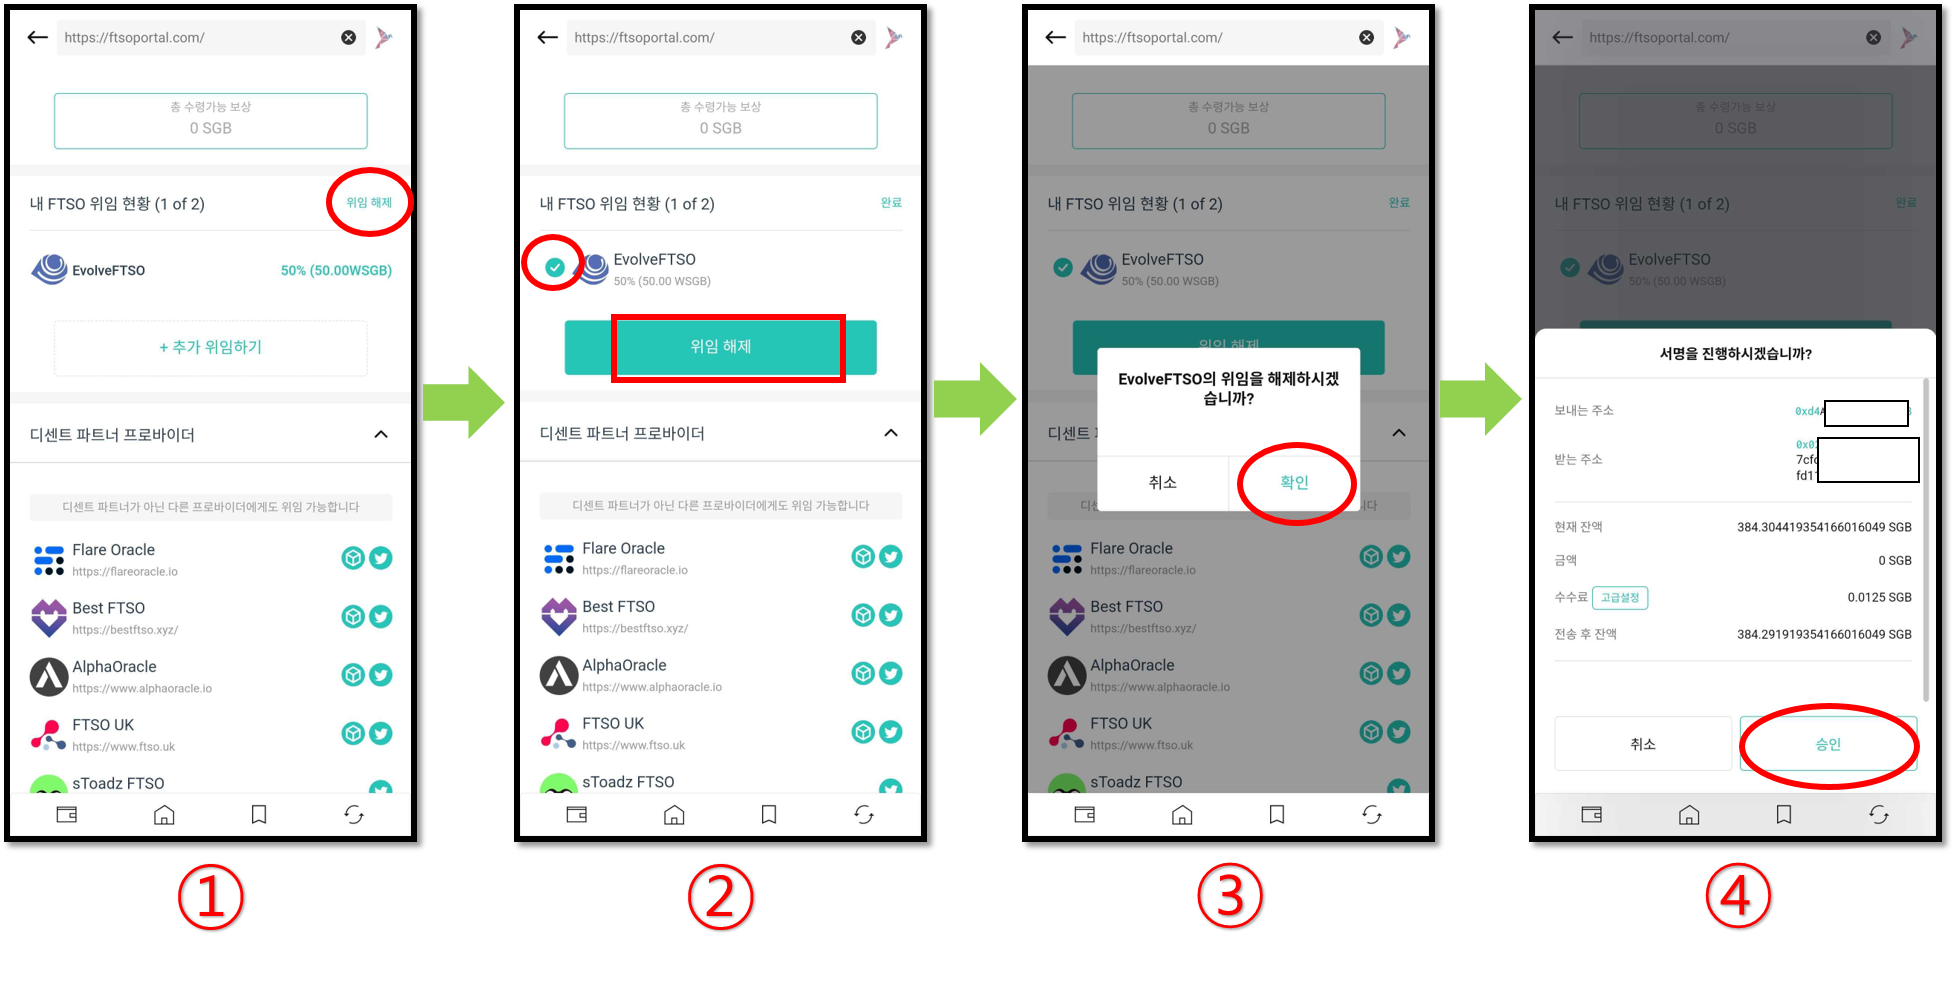 https://ftsoportal.com/
총 수령가능 보상
0 SGB
내 FTSO 위임 현황 (1 of 2)
위임 해제
EvolveFTSO
50% (50.00WSGB)
+ 추가 위임하기
디센트 파트너 프로바이더
디센트 파트너가 아닌 다른 프로바이더에게도 위임 가능합니다
Flare Oracle
https://flareoracle.io
Best FTSO
https://bestftso.xyz/
AlphaOracle
https://www.alphaoracle.io
FTSO UK
https://www.ftso.uk
sToadz FTSO
①
https://ftsoportal.com/
총 수령가능 보상
0 SGB
내 FTSO 위임 현황 (1 of 2)
완료
EvolveFTSO
50% (50.00 WSGB)
위임 해제
디센트 파트너 프로바이더
디센트 파트너가 아닌 다른 프로바이더에게도 위임 가능합니다
Flare Oracle
https://flareoracle.io
Best FTSO
https://bestftso.xyz/
AlphaOracle
https://www.alphaoracle.io
FTSO UK
https://www.ftso.uk
sToadz FTSO
②
https://ftsoportal.com/
총 수령가능 보상
0 SGB
내 FTSO 위임 현황 (1 of 2)
완료
EvolveFTSO
50% (50.00 WSGB)
위임 해제
EvolveFTSO의 위임을 해제하시겠
습니까?
디센트
취소
확인
Flare Oracle
https://flareoracle.io
Best FTSO
https://bestftso.xyz/
AlphaOracle
https://www.alphaoracle.io
FTSO UK
https://www.ftso.uk
sToadz FTSO
③
https://ftsoportal.com/
총 수령가능 보상
0 SGB
내 FTSO 위임 현황 (1 of 2)
완료
EvolveFTSO
50% (50.00 WSGB)
서명을 진행하시겠습니까?
보내는 주소
0xd4
받는 주소
0x0
7cf
fd1
현재 잔액
384.304419354166016049 SGB
금액
0 SGB
수수료 고급설정
0.0125 SGB
전송 후 잔액
384.291919354166016049 SGB
취소
승인
④